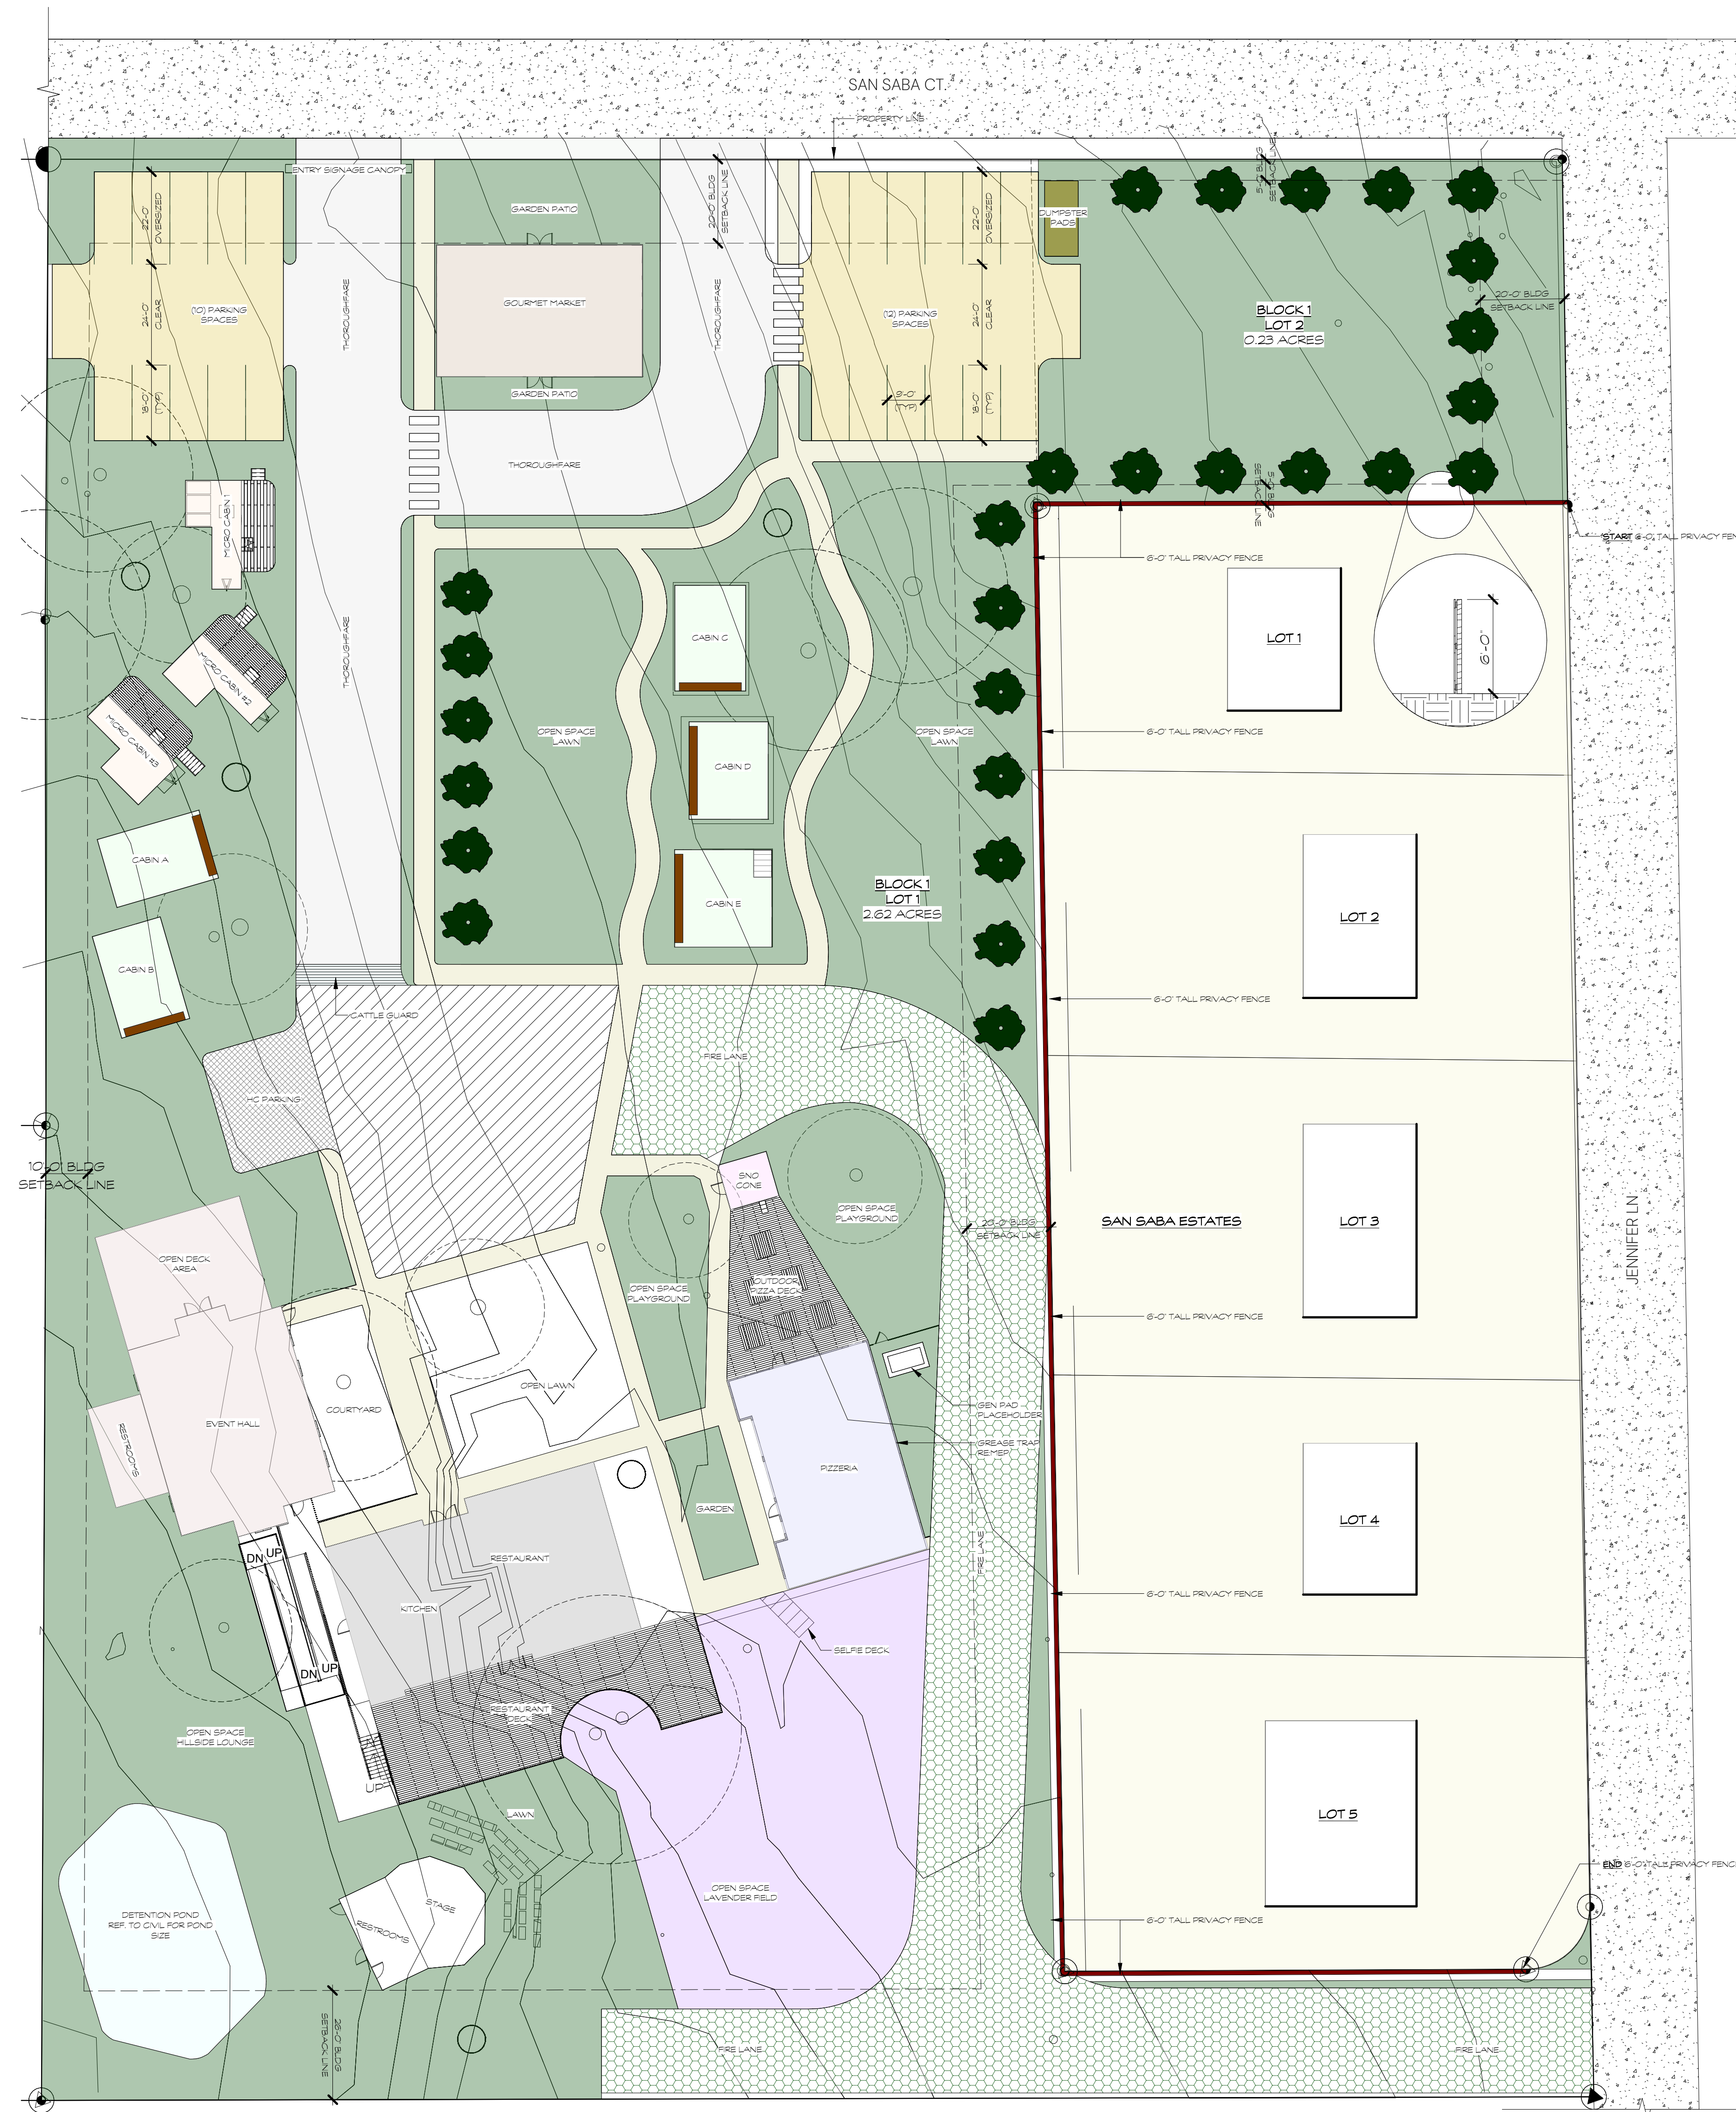 SAN SABA CT.
PROPERTY LINE
ENTRY SIGNAGE CANOPY
22'-0"
OVERSIZED
GARDEN PATIO
20'-0" BLDG
SETBACK LINE
22'-0"
OVERSIZED
DUMPSTER
PADS
5'-0" BLDG
SETBACK LINE
(10) PARKING
SPACES
24'-0"
CLEAR
THOROUGHFARE
GOURMET MARKET
THOROUGHFARE
(12) PARKING
SPACES
24'-0"
CLEAR
BLOCK 1
LOT 2
0.23 ACRES
20'-0" BLDG
SETBACK LINE
18'-0"
(TYP)
GARDEN PATIO
9'-0"
(TYP)
18'-0"
(TYP)
THOROUGHFARE
5'-0" BLDG
SETBACK LINE
MICRO CABIN 1
START 6'-0" TALL PRIVACY FEN
6'-0" TALL PRIVACY FENCE
MICRO CABIN #2
THOROUGHFARE
CABIN C
LOT 1
6'-0"
MICRO CABIN #3
OPEN SPACE
LAWN
OPEN SPACE
LAWN
6'-0" TALL PRIVACY FENCE
CABIN D
CABIN A
BLOCK 1
LOT 1
2.62 ACRES
CABIN E
LOT 2
CABIN B
6'-0" TALL PRIVACY FENCE
CATTLE GUARD
FIRE LANE
HC PARKING
10'-0" BLDG
SETBACK LINE
SNO
CONE
OPEN SPACE
PLAYGROUND
20'-0" BLDG
SETBACK LINE
SAN SABA ESTATES
LOT 3
JENNIFER LN
OPEN DECK
AREA
OPEN SPACE
PLAYGROUND
OUTDOOR
PIZZA DECK
6'-0" TALL PRIVACY FENCE
OPEN LAWN
COURTYARD
GEN PAD
PLACEHOLDER
EVENT HALL
RESTROOMS
GREASE TRAP
RE:MEP
PIZZERIA
GARDEN
LOT 4
RESTAURANT
DN
UP
FIRE LANE
KITCHEN
6'-0" TALL PRIVACY FENCE
SELFIE DECK
DN
UP
RESTAURANT
DECK
OPEN SPACE
HILLSIDE LOUNGE
UP
LAWN
LOT 5
END 6'-0" TALL PRIVACY FENC
OPEN SPACE
LAVENDER FIELD
STAGE
RESTROOMS
DETENTION POND
REF. TO CIVIL FOR POND
SIZE
6'-0" TALL PRIVACY FENCE
25'-0" BLDG
SETBACK LINE
FIRE LANE
FIRE LANE